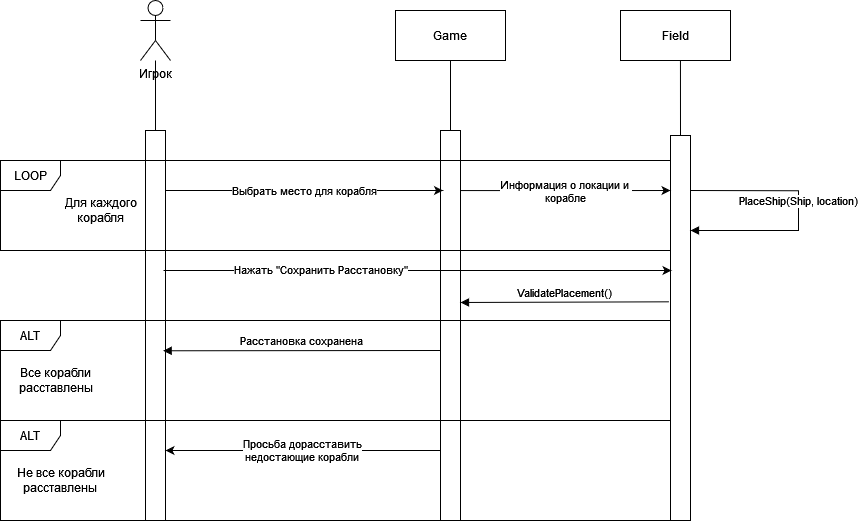 Игрок
Game
Field
LOOP
Для каждого
корабля
Выбрать место для корабля
Информация о локации и
корабле
PlaceShip(Ship, location)
Нажать "Сохранить Расстановку"
ValidatePlacement()
ALT
Все корабли
расставлены
Расстановка сохранена
ALT
Не все корабли
расставлены
Просьба дорасставить
недостающие корабли